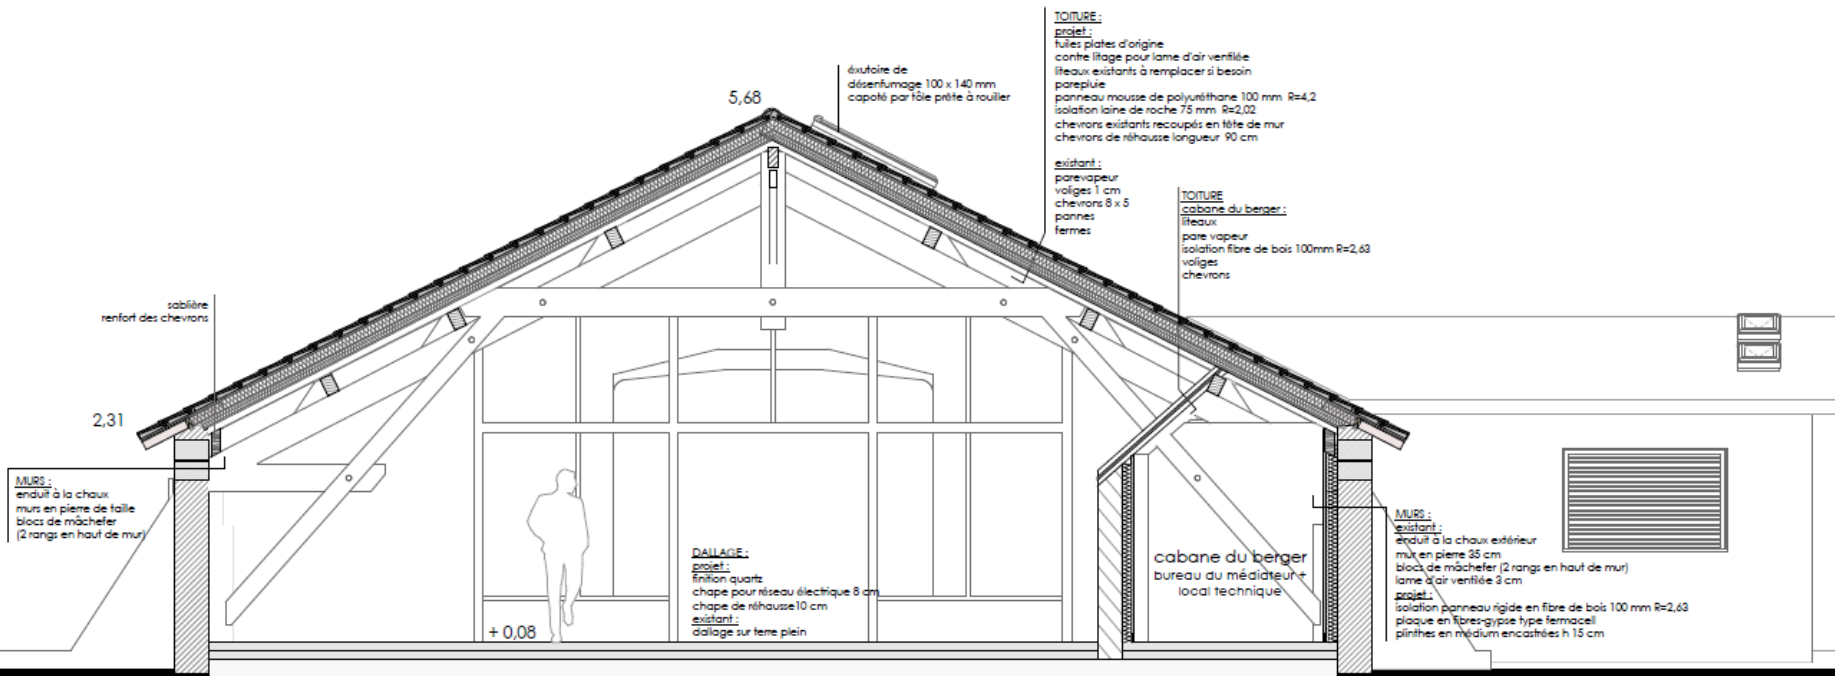 TOITURE :
projet :
tuiles plates d'origine
contre litage pour lame d'air ventilée
liteaux existants à remplacer si besoin
parepluie
panneau mousse de polyuréthane 100 mm R=4,2
isolation laine de roche 75 mm R=2,02
chevrons existants recoupés en tête de mur
chevrons de réhausse longueur 90 cm
existant :
parevapeur
voliges 1 cm
chevrons 8 x 5
pannes
fermes
éxutoire de
désenfumage 100 x 140 mm
capoté par tôle prête à rouiller
5,68
TOITURE
cabane du berger :
liteaux
pare vapeur
isolation fibre de bois 100mm R=2,63
voliges
chevrons
sablière
renfort des chevrons
2,31
MURS :
enduit à la chaux
murs en pierre de taille
blocs de mâchefer
(2 rangs en haut de mur)
DALLAGE :
projet :
finition quartz
chape pour réseau électrique 8 cm
chape de réhausse10 cm
existant :
dallage sur terre plein
+ 0,08
cabane du berger
bureau du médiateur +
local technique
MURS :
existant :
enduit à la chaux extérieur
mur en pierre 35 cm
blocs de mâchefer (2 rangs en haut de mur)
lame d'air ventilée 3 cm
projet :
isolation panneau rigide en fibre de bois 100 mm R=2,63
plaque en fibres-gypse type fermacell
plinthes en médium encastrées h 15 cm